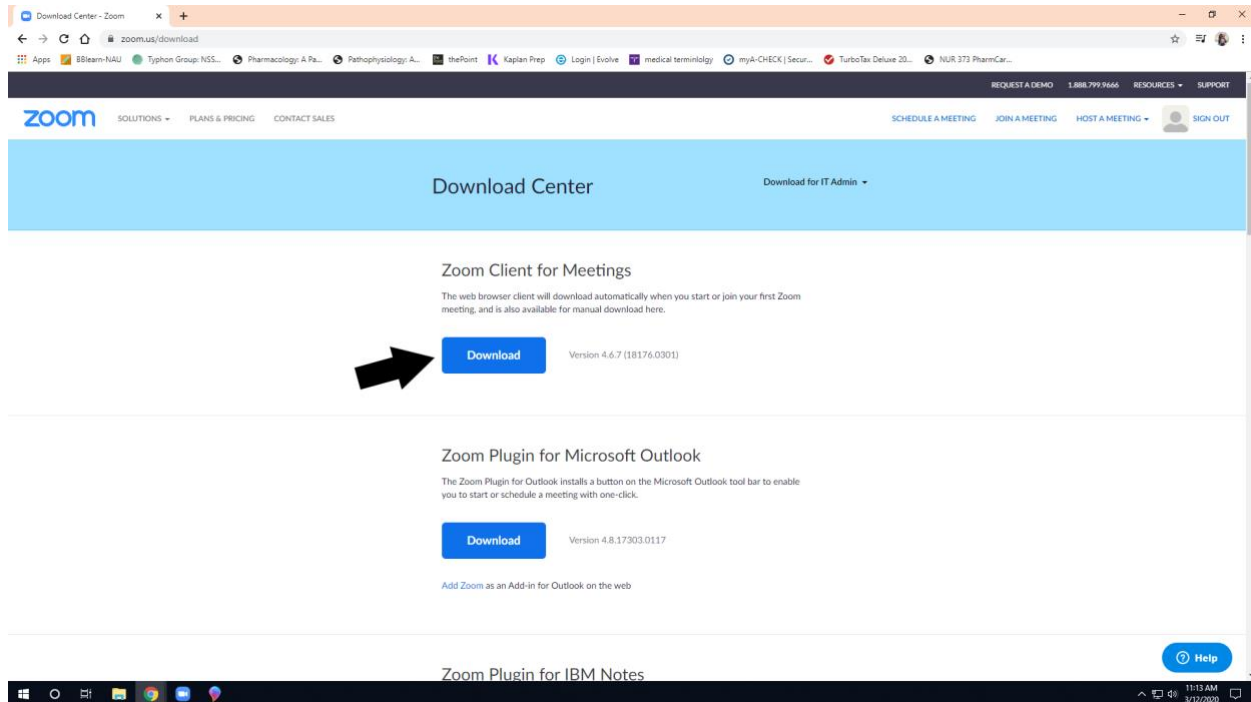 Download Center - Zoom
zoom.us/download
Apps BBlearn-NAU Typhon Group: NSS... Pharmacology: A Pa... Pathophysiology: A... thePoint Kaplan Prep Login | Evolve medical terminlolgy myA-CHECK | Secur... TurboTax Deluxe 20... NUR 373 PharmCar...
REQUEST A DEMO 1.888.799.9666 RESOURCES SUPPORT
zoom SOLUTIONS PLANS & PRICING CONTACT SALES SCHEDULE A MEETING JOIN A MEETING HOST A MEETING SIGN OUT
Download Center Download for IT Admin
Zoom Client for Meetings
The web browser client will download automatically when you start or join your first Zoom
meeting, and is also available for manual download here.
Download Version 4.6.7 (18176.0301)
Zoom Plugin for Microsoft Outlook
The Zoom Plugin for Outlook installs a button on the Microsoft Outlook tool bar to enable
you to start or schedule a meeting with one-click.
Download Version 4.8.17303.0117
Add Zoom as an Add-in for Outlook on the web
Help
Zoom Plugin for IBM Notes
11:13 AM
3/12/2020